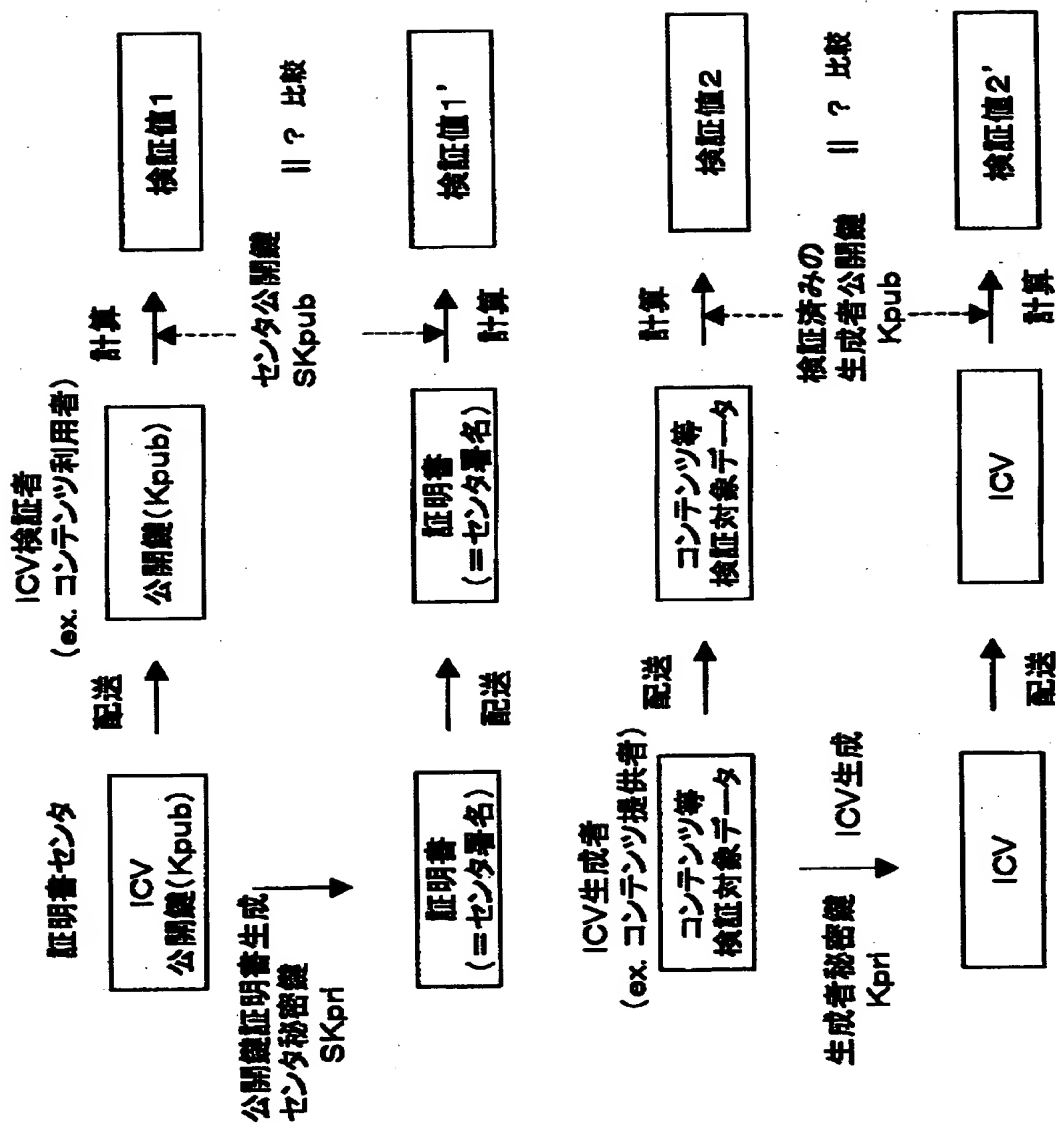 証明書センタ
ICV
公開鍵(Kpub)
公開鍵証明書生成
センタ秘密鍵
SKpri
証明書
(=センタ署名)
配送
配送
ICV検証者
(ex. コンテンツ利用者)
公開鍵(Kpub)
証明書
(=センタ署名)
計算
センタ公開鍵
SKpub
計算
検証値1
|| ? 比較
検証値1'
ICV生成者
(ex. コンテンツ提供者)
コンテンツ等
検証対象データ
生成者秘密鍵
Kpri
ICV生成
ICV
配送
配送
コンテンツ等
検証対象データ
ICV
計算
検証済みの
生成者公開鍵
Kpub
計算
検証値2
|| ? 比較
検証値2'